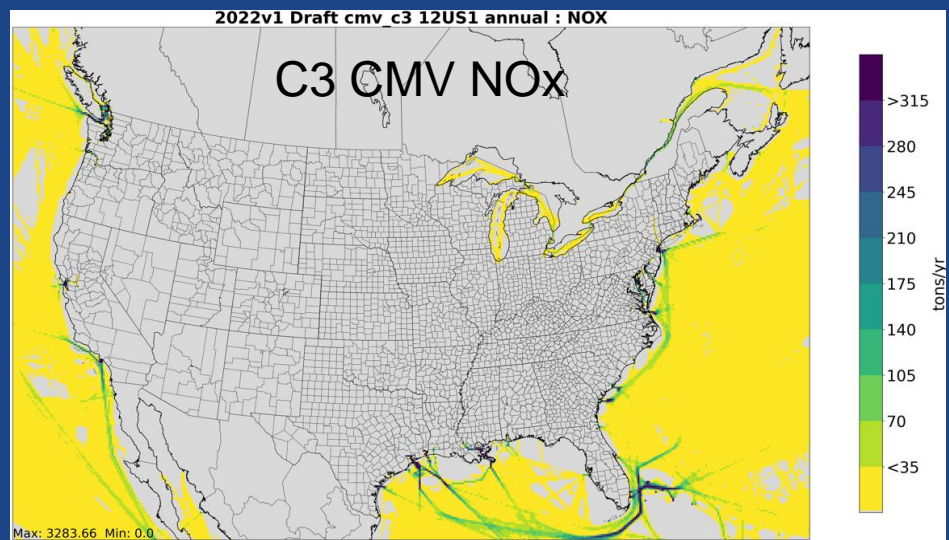 2022v1 Draft cmv_c3 12US1 annual : NOX
C3 CMV NOx
>315
280
245
210
175
140
105
70
<35
tons/yr
Max: 3283.66 Min: 0.0